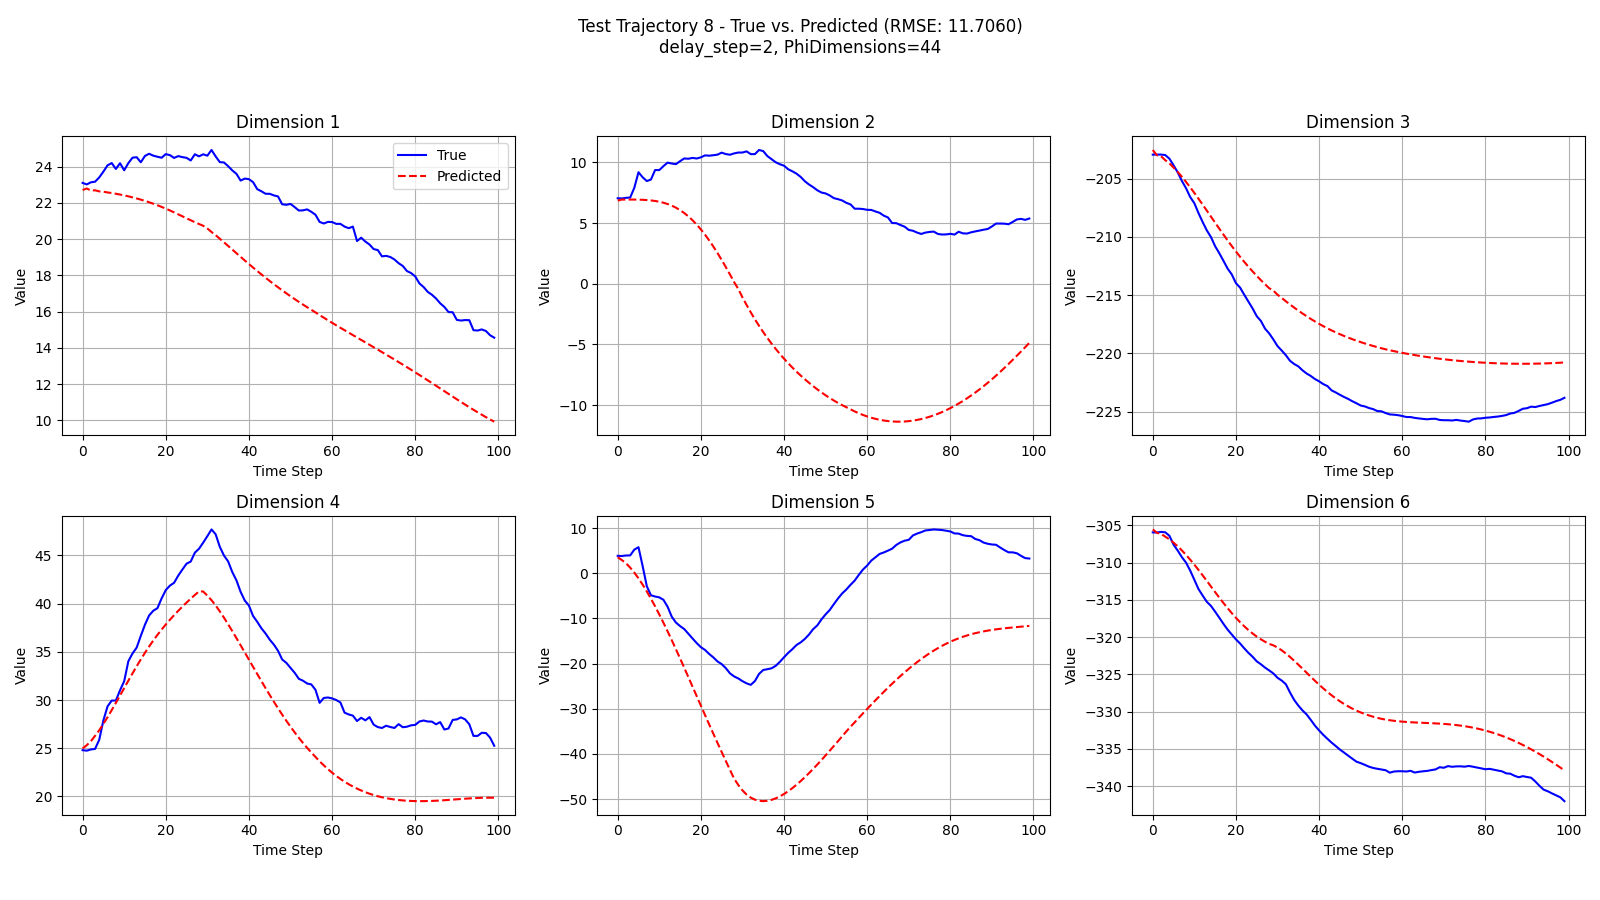 Test Trajectory 8 - True vs. Predicted (RMSE: 11.7060)
delay_step=2, PhiDimensions=44
Dimension 1
Value
24
22
20
18
16
14
12
10
True
Predicted
0 20 40 60 80 100
Time Step
Dimension 2
Value
10
5
0
−5
−10
0 20 40 60 80 100
Time Step
Dimension 3
Value
−205
−210
−215
−220
−225
0 20 40 60 80 100
Time Step
Dimension 4
Value
45
40
35
30
25
20
0 20 40 60 80 100
Time Step
Dimension 5
Value
10
0
−10
−20
−30
−40
−50
0 20 40 60 80 100
Time Step
Dimension 6
Value
−305
−310
−315
−320
−325
−330
−335
−340
0 20 40 60 80 100
Time Step